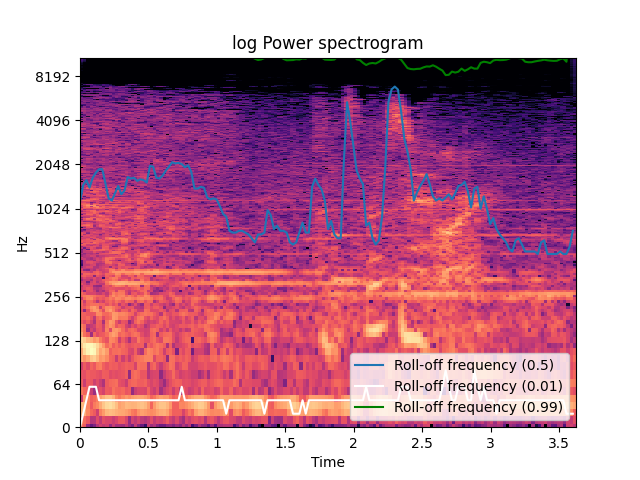 log Power spectrogram
Hz
8192
4096
2048
1024
512
256
128
64
0
Roll-off frequency (0.5)
Roll-off frequency (0.01)
Roll-off frequency (0.99)
0 0.5 1 1.5 2 2.5 3 3.5
Time